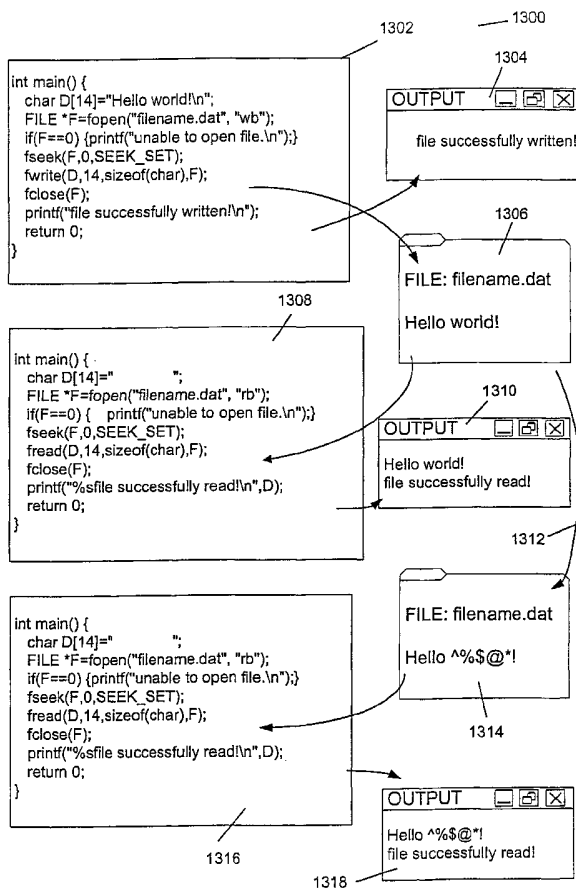 1300
1302
int main() {
char D[14]="Hello world!\n";
FILE *F=fopen("filename.dat", "wb");
if(F==0) {printf("unable to open file.\n");}
fseek(F,0,SEEK_SET);
fwrite(D,14,sizeof(char),F);
fclose(F);
printf("file successfully written!\n");
return 0;
}
1304
OUTPUT
file successfully written!
1306
FILE: filename.dat
Hello world!
1308
int main() {
char D[14]="             ";
FILE *F=fopen("filename.dat", "rb");
if(F==0) {   printf("unable to open file.\n");}
fseek(F,0,SEEK_SET);
fread(D,14,sizeof(char),F);
fclose(F);
printf("%sfile successfully read!\n",D);
return 0;
}
1310
OUTPUT
Hello world!
file successfully read!
1312
FILE: filename.dat
Hello ^%$@*!
1314
int main() {
char D[14]="             ";
FILE *F=fopen("filename.dat", "rb");
if(F==0) {printf("unable to open file.\n");}
fseek(F,0,SEEK_SET);
fread(D,14,sizeof(char),F);
fclose(F);
printf("%sfile successfully read!\n",D);
return 0;
}
1316
OUTPUT
Hello ^%$@*!
file successfully read!
1318